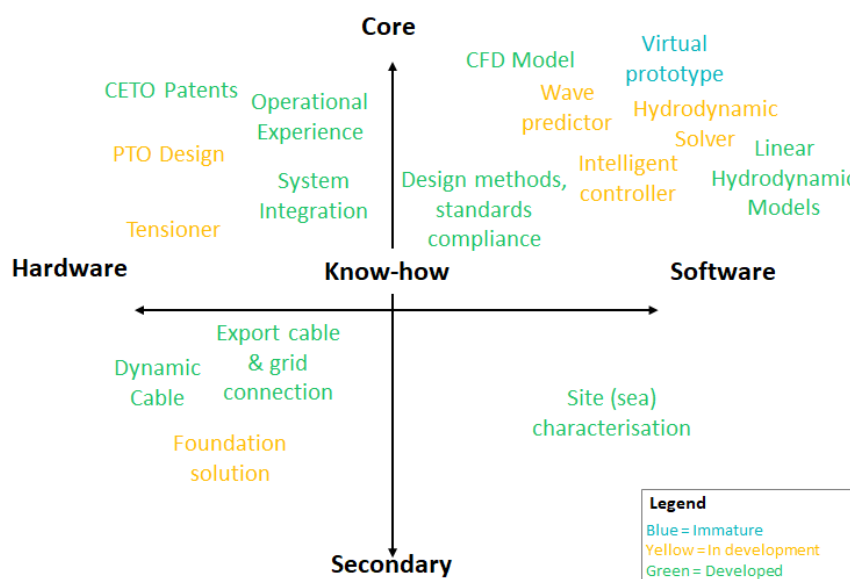 Core
CETO Patents
Operational
Experience
PTO Design
System
Integration
Tensioner
CFD Model
Virtual
prototype
Wave
predictor
Hydrodynamic
Solver
Linear
Hydrodynamic
Models
Intelligent
controller
Design methods,
standards
compliance
Hardware
Know-how
Software
Export cable
& grid
connection
Dynamic
Cable
Foundation
solution
Site (sea)
characterisation
Secondary
Legend
Blue = Immature
Yellow = In development
Green = Developed